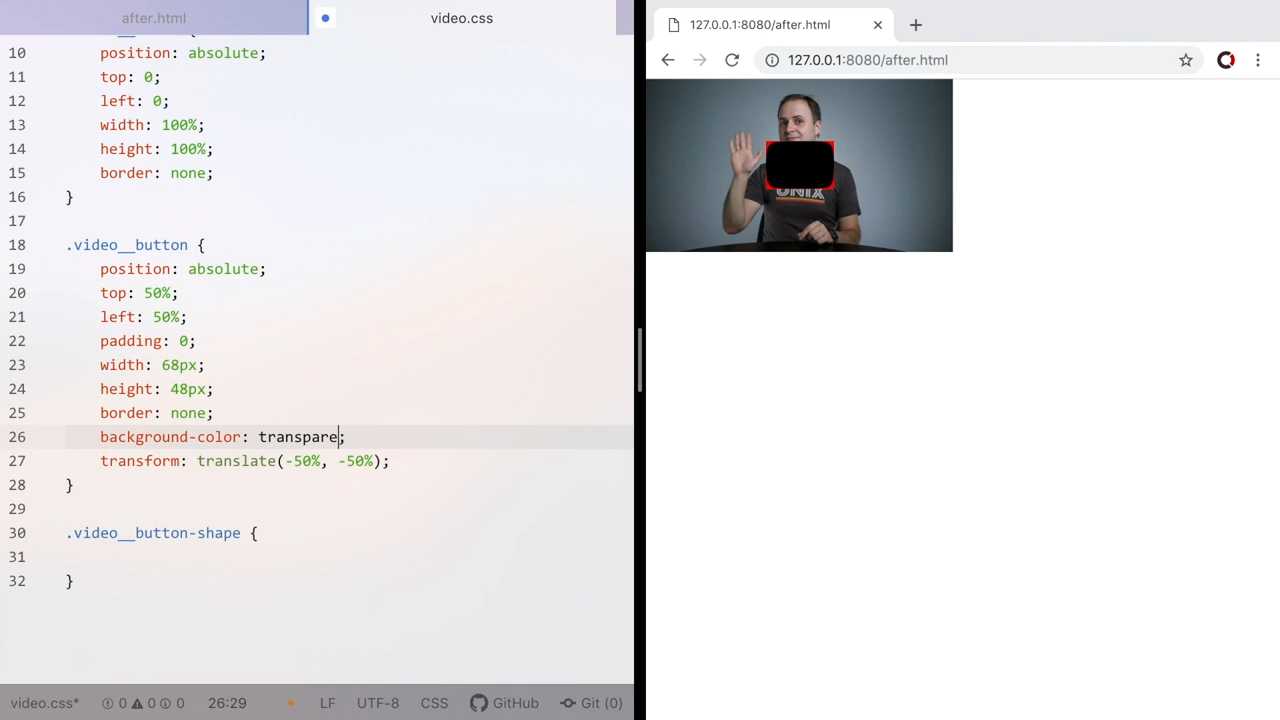 after.html
video.css
127.0.0.1:8080/after.html
127.0.0.1:8080/after.html
10 position: absolute;
11 top: 0;
12 left: 0;
13 width: 100%;
14 height: 100%;
15 border: none;
16 }
17
18 .video__button {
19 position: absolute;
20 top: 50%;
21 left: 50%;
22 padding: 0;
23 width: 68px;
24 height: 48px;
25 border: none;
26 background-color: transpare;
27 transform: translate(-50%, -50%);
28 }
29
30 .video__button-shape {
31
32 }
UNIX
video.css* 0 0 0 26:29 LF UTF-8 CSS GitHub Git (0)